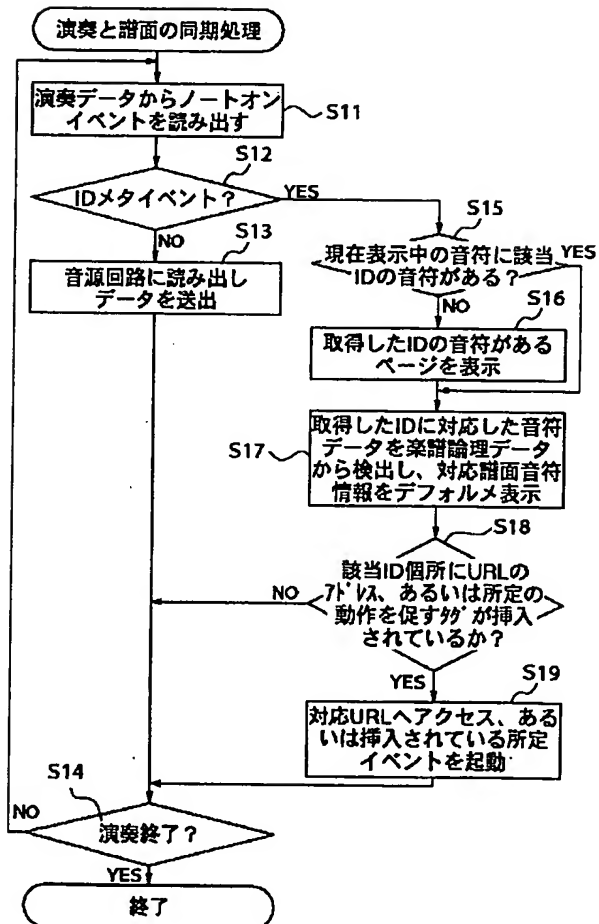 演奏と譜面の同期処理
演奏データからノートオン
イベントを読み出す
S11
S12
IDメタイベント？
YES
NO
S13
音源回路に読み出し
データを送出
S15
現在表示中の音符に該当
IDの音符がある？
YES
NO
S16
取得したIDの音符がある
ページを表示
S17
取得したIDに対応した音符
データを楽譜論理データ
から検出し、対応譜面音符
情報をデフォルメ表示
S18
該当ID個所にURLの
ｱﾄﾞﾚｽ、あるいは所定の
動作を促すﾀｸﾞが挿入
されているか？
NO
YES
S19
対応URLへアクセス、ある
いは挿入されている所定
イベントを起動
S14
演奏終了？
NO
YES
終了